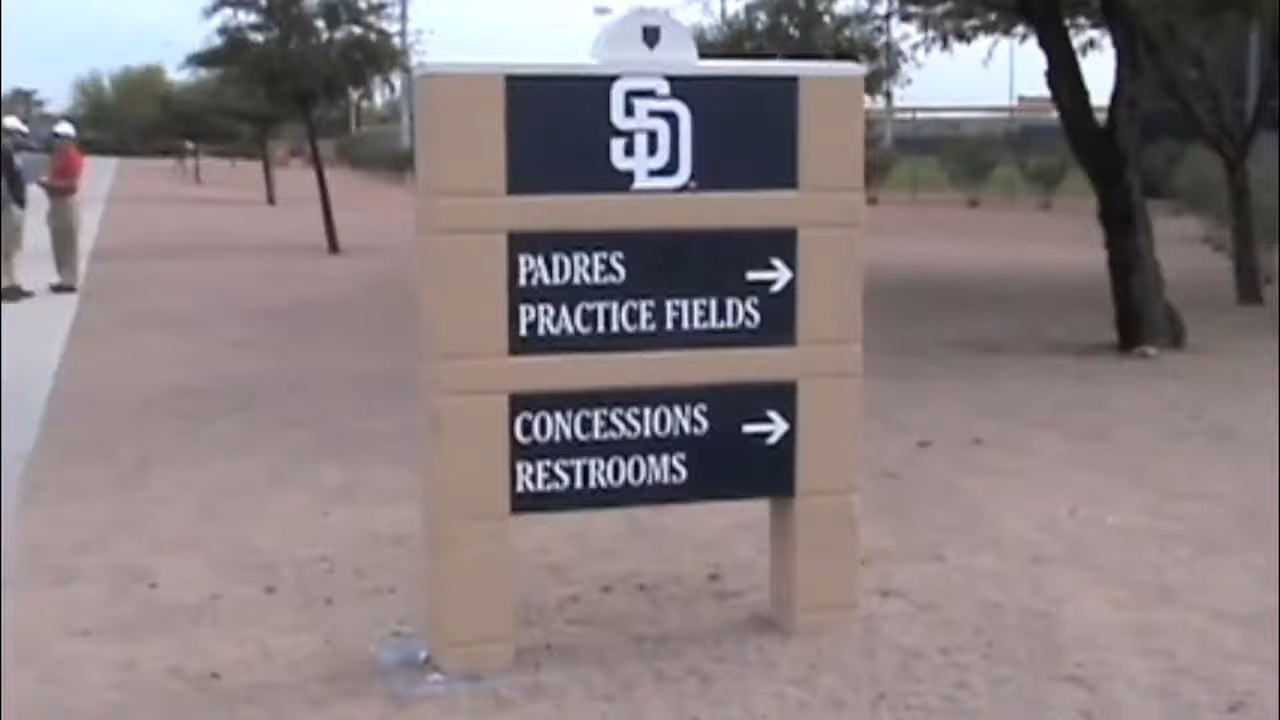 SD
PADRES →
PRACTICE FIELDS
CONCESSIONS →
RESTROOMS